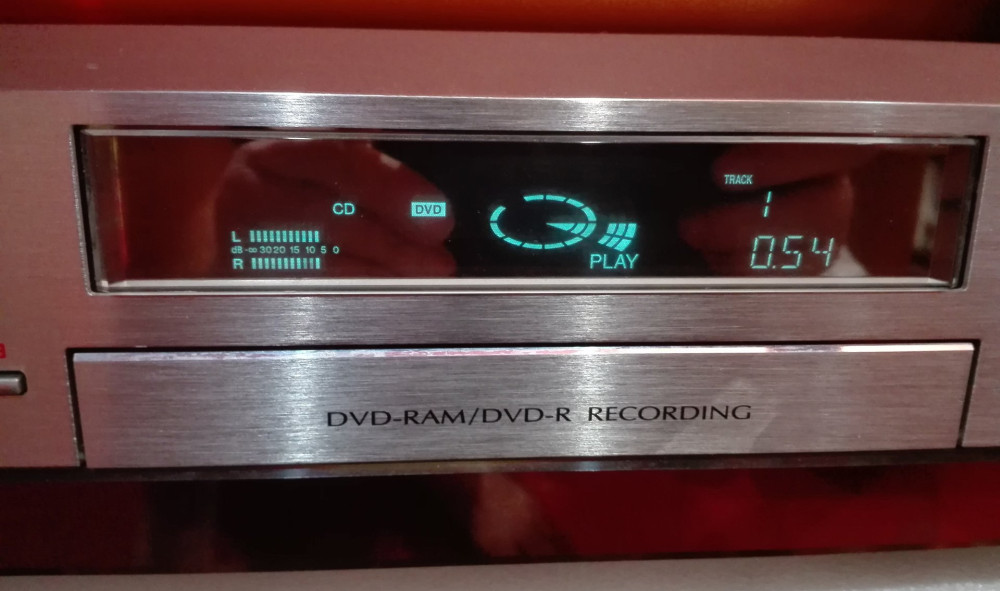 TRACK
1
CD DVD
L
dB -∞ 30 20 15 10 5 0
R
PLAY
0.54
DVD-RAM/DVD-R RECORDING